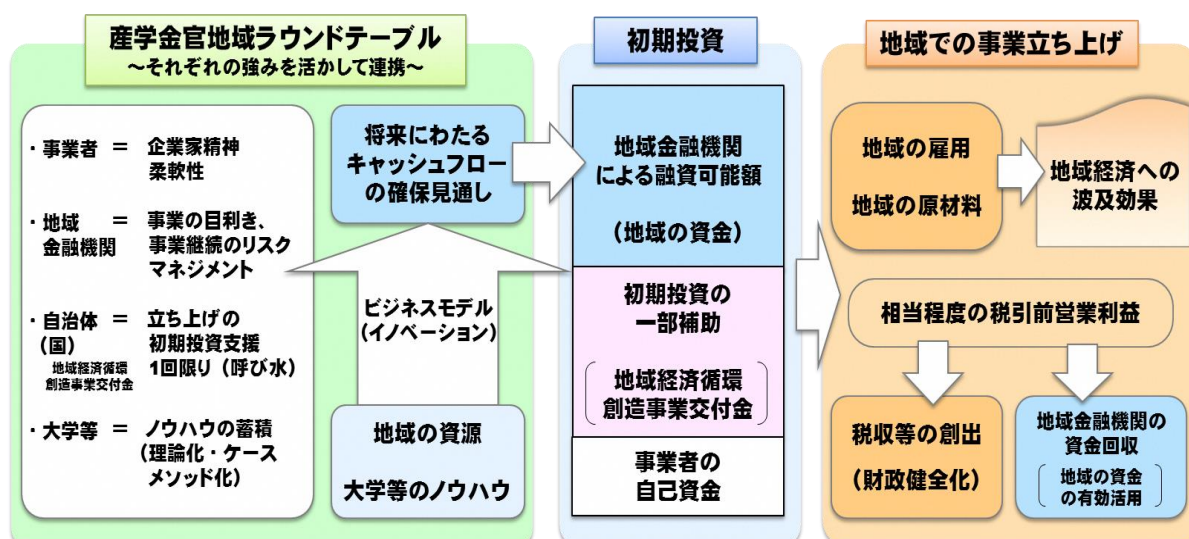 産学金官地域ラウンドテーブル
～それぞれの強みを活かして連携～
・事業者 ＝ 企業家精神
柔軟性
・地域 ＝ 事業の目利き、
金融機関 事業継続のリスク
マネジメント
・自治体 ＝ 立ち上げの
(国) 初期投資支援
地域経済循環 1回限り（呼び水）
創造事業交付金
・大学等 ＝ ノウハウの蓄積
(理論化・ケース
メソッド化)
将来にわたる
キャッシュフロー
の確保見通し
ビジネスモデル
(イノベーション)
地域の資源
大学等のノウハウ
初期投資
地域金融機関
による融資可能額
(地域の資金)
初期投資の
一部補助
地域経済循環
創造事業交付金
事業者の
自己資金
地域での事業立ち上げ
地域の雇用
地域の原材料
地域経済への
波及効果
相当程度の税引前営業利益
税収等の創出
(財政健全化)
地域金融機関の
資金回収
地域の資金
の有効活用